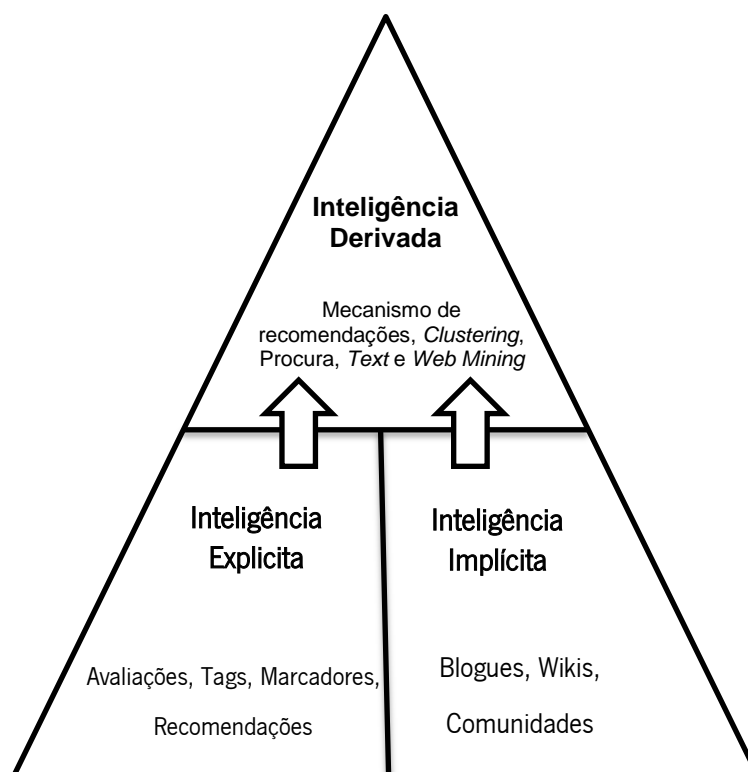 Inteligência
Derivada
Mecanismo de
recomendações, Clustering,
Procura, Text e Web Mining
Inteligência
Explicita
Avaliações, Tags, Marcadores,
Recomendações
Inteligência
Implícita
Blogues, Wikis,
Comunidades